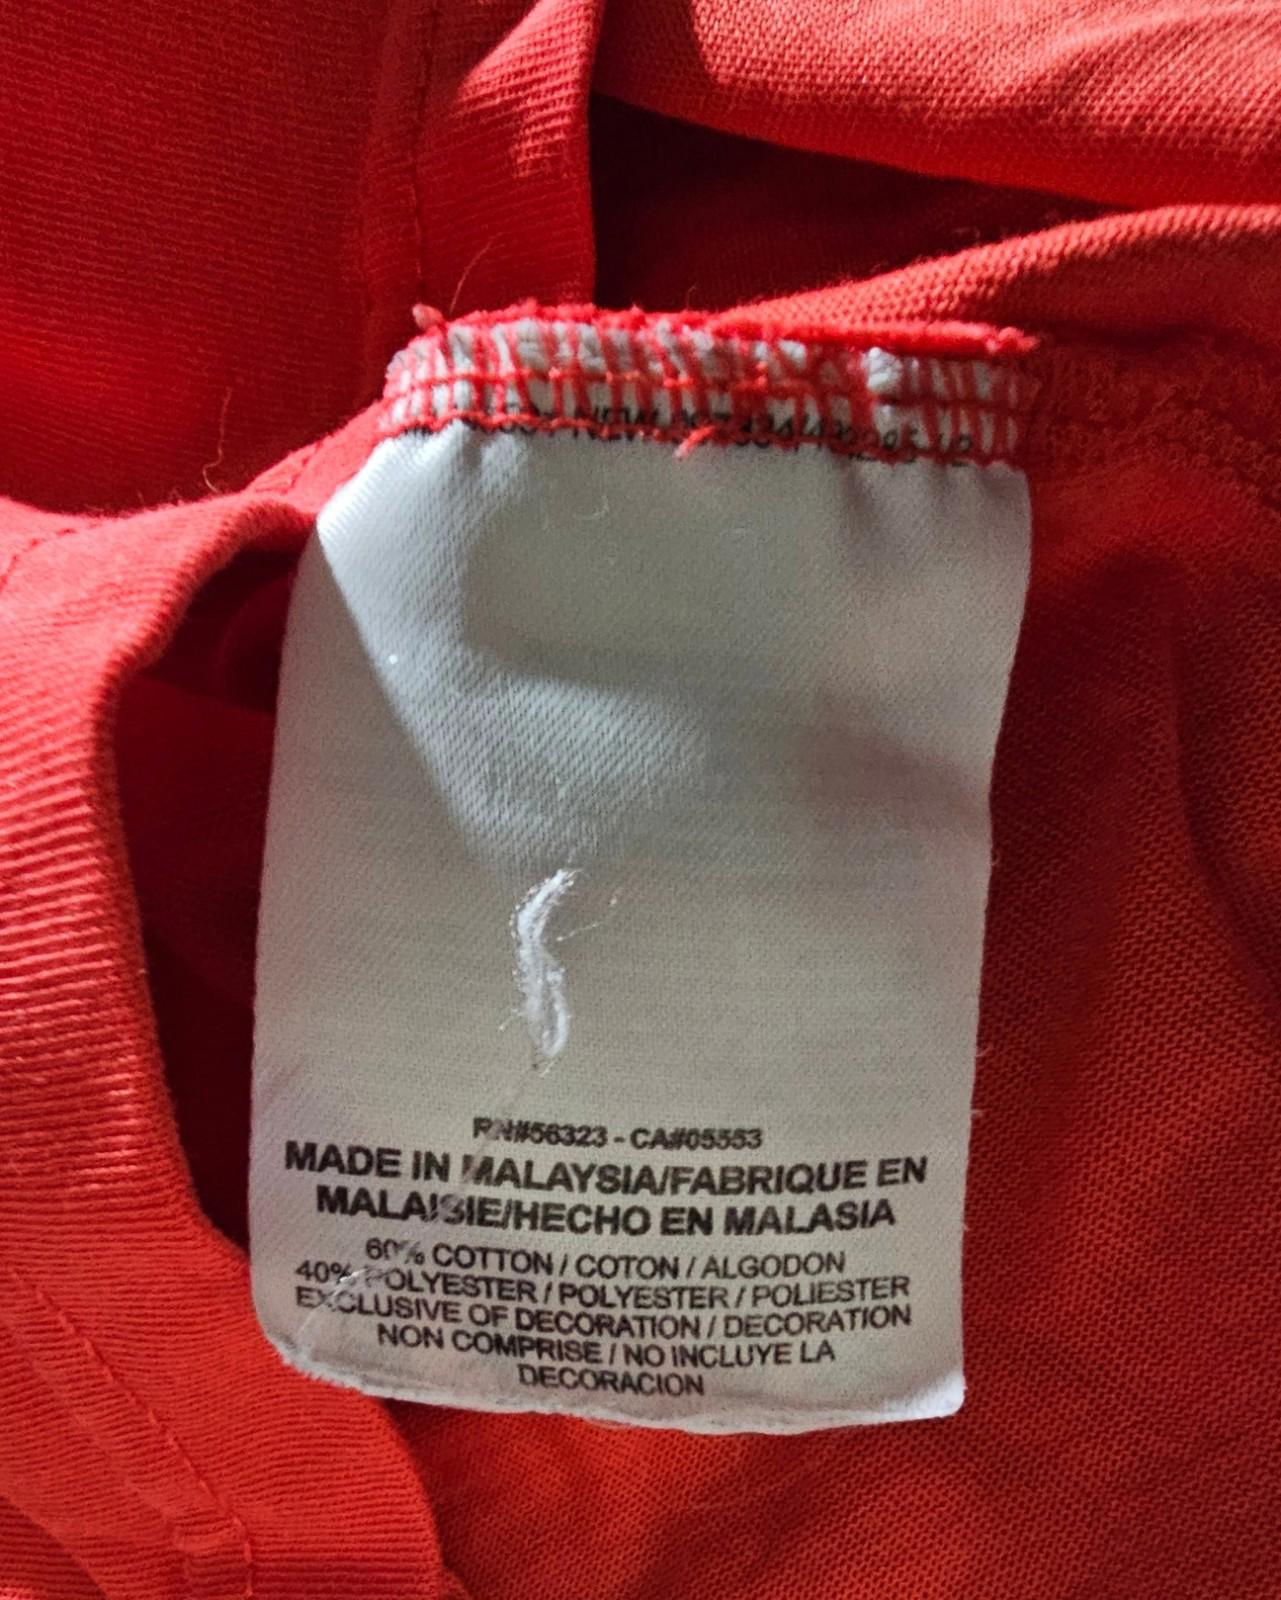 RN#56323 - CA#05553
MADE IN MALAYSIA/FABRIQUE EN
MALAISIE/HECHO EN MALASIA
60% COTTON / COTON / ALGODON
40% POLYESTER / POLYESTER / POLIESTER
EXCLUSIVE OF DECORATION / DECORATION
NON COMPRISE / NO INCLUYE LA
DECORACION